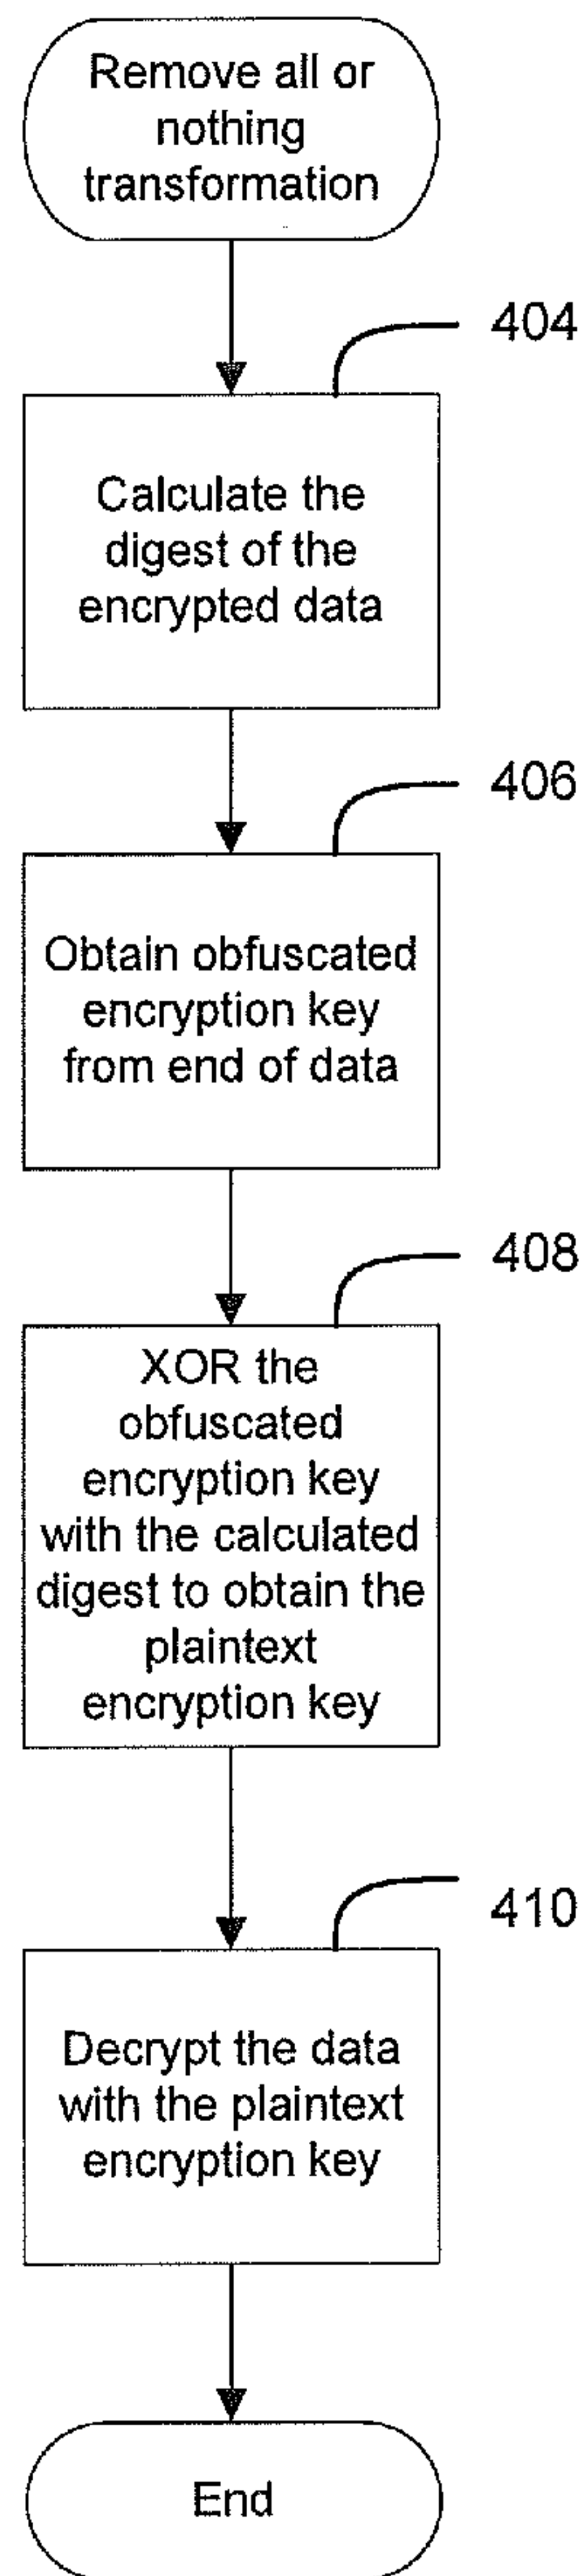 Remove all or
nothing
transformation
404
Calculate the
digest of the
encrypted data
406
Obtain obfuscated
encryption key
from end of data
408
XOR the
obfuscated
encryption key
with the calculated
digest to obtain the
plaintext
encryption key
410
Decrypt the data
with the plaintext
encryption key
End